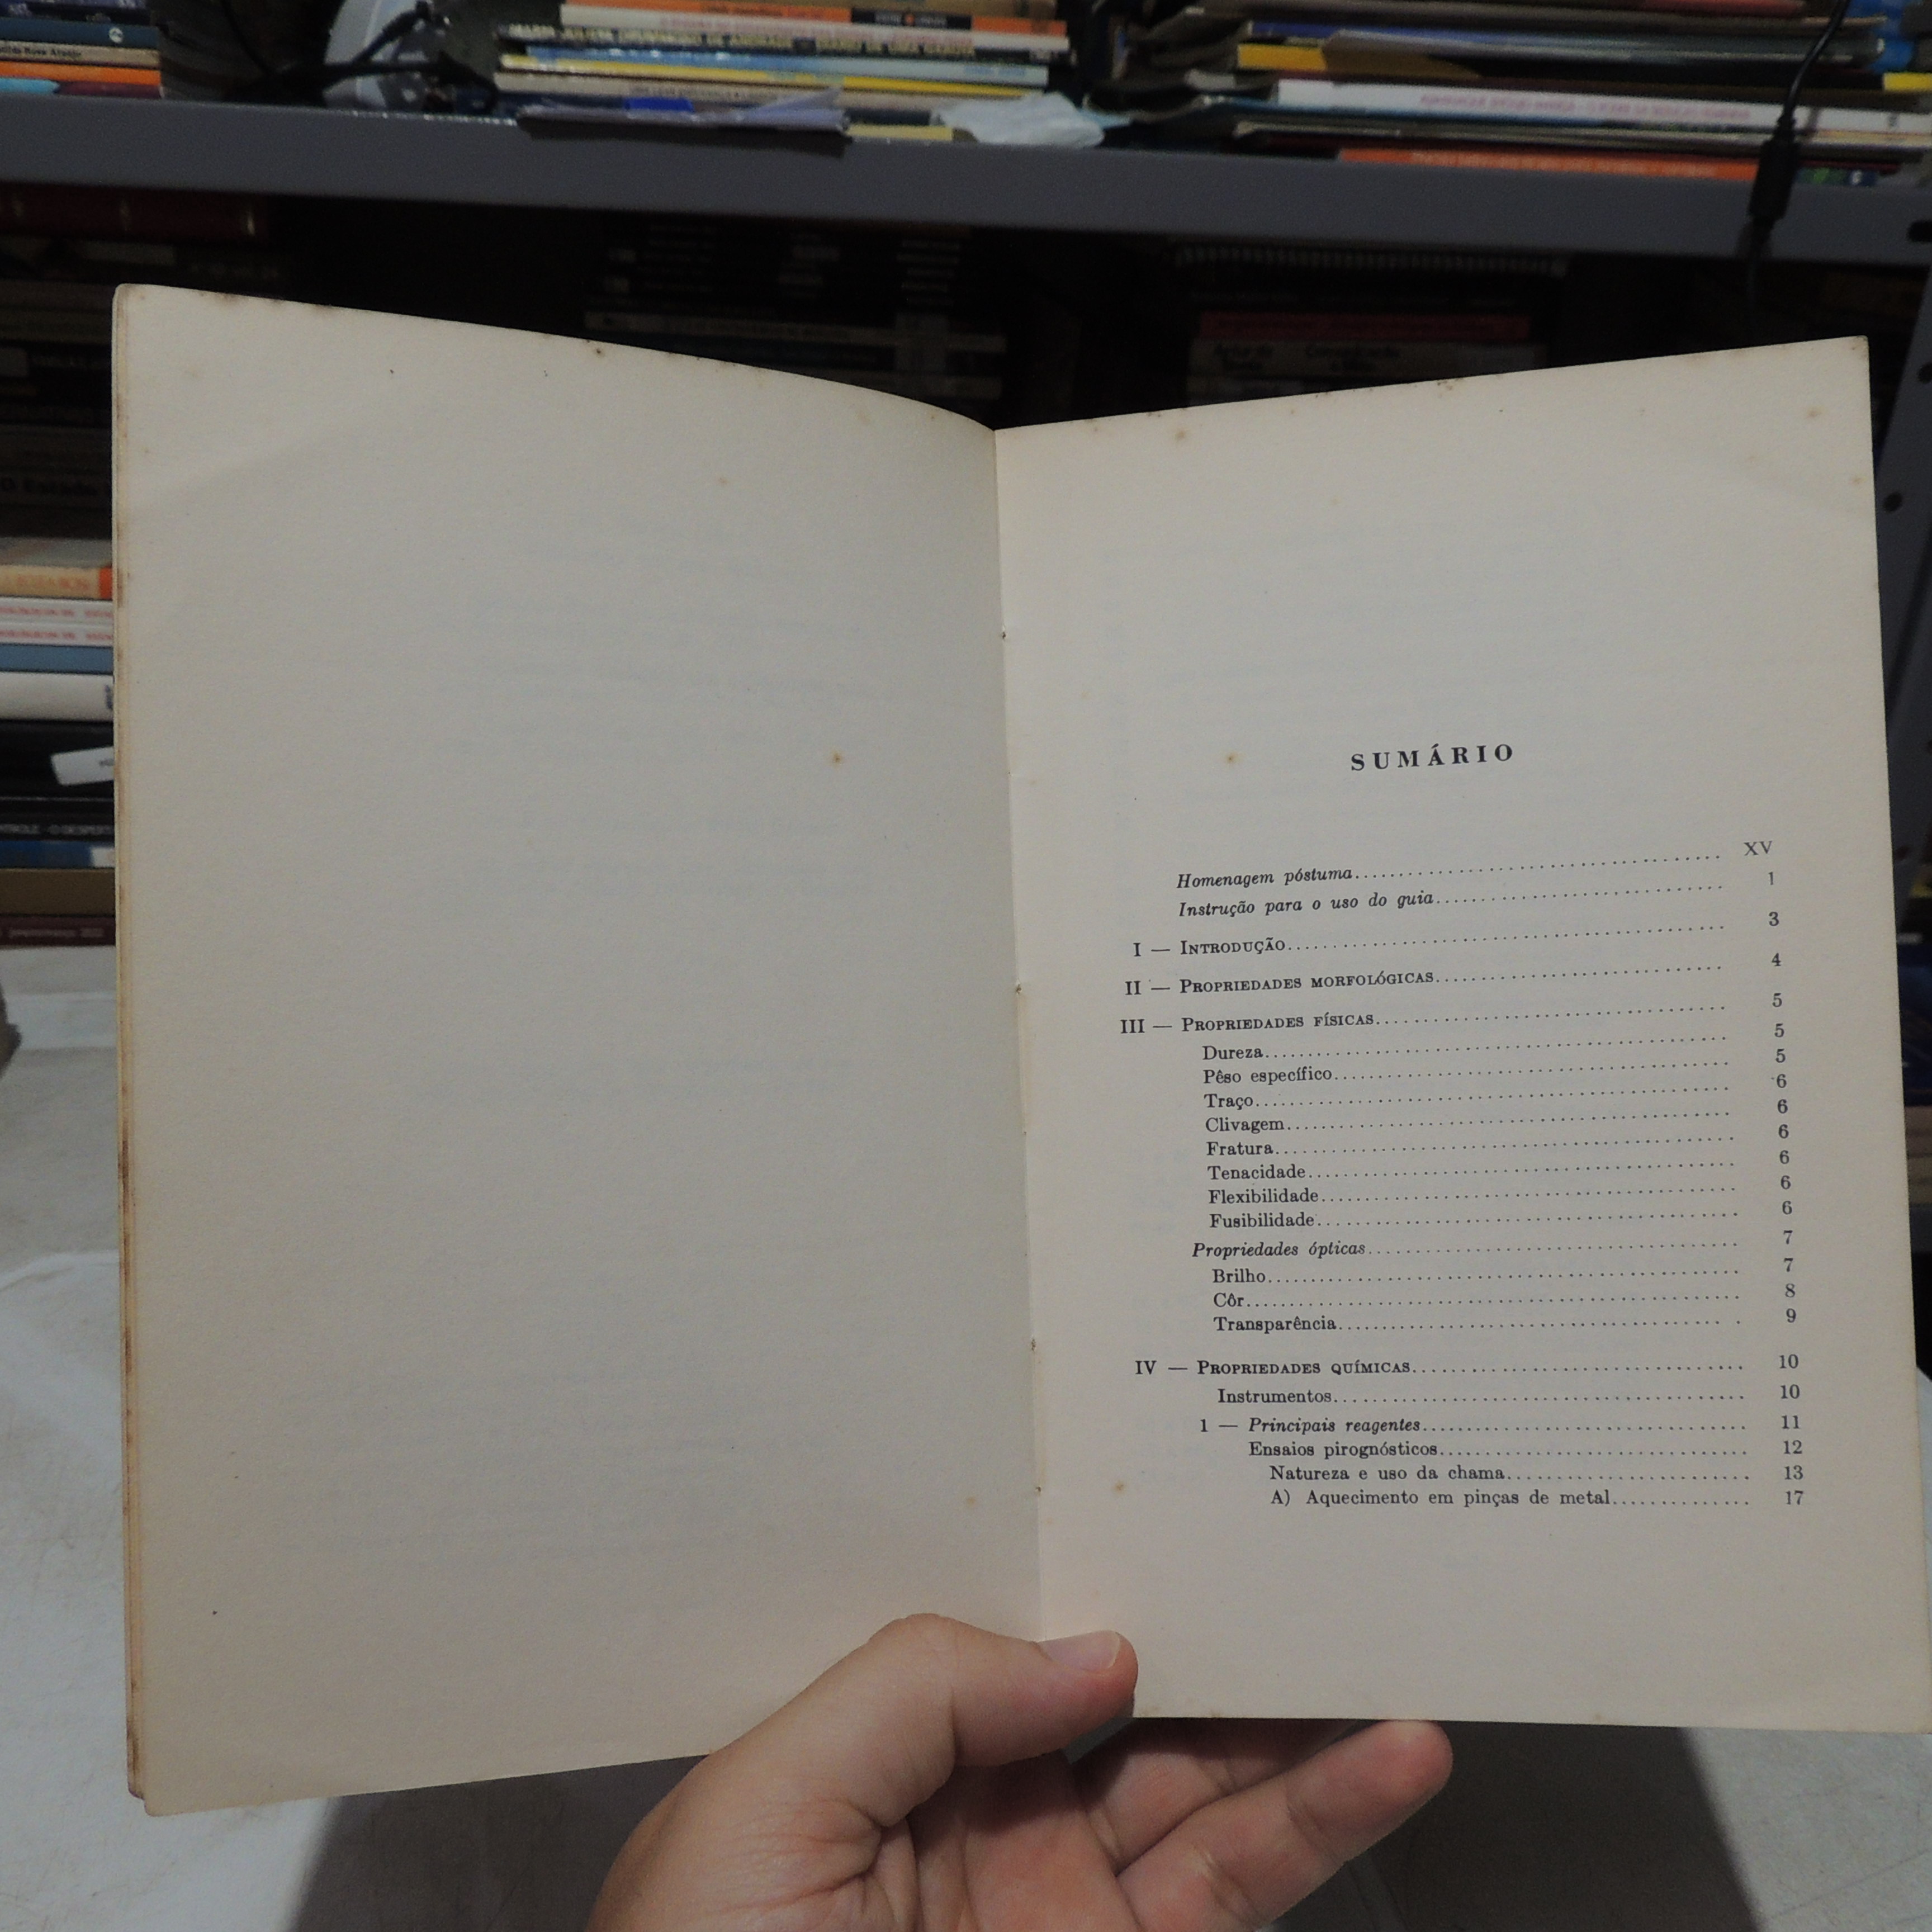 O Estado
SUMÁRIO
Homenagem póstuma........ XV
Instrução para o uso do guia........ 1
I — INTRODUÇÃO........ 3
II — PROPRIEDADES MORFOLÓGICAS........ 4
III — PROPRIEDADES FÍSICAS........ 5
Dureza........ 5
Pêso específico........ 5
Traço........ 6
Clivagem........ 6
Fratura........ 6
Tenacidade........ 6
Flexibilidade........ 6
Fusibilidade........ 6
Propriedades ópticas........ 7
Brilho........ 7
Côr........ 8
Transparência........ 9
IV — PROPRIEDADES QUÍMICAS........ 10
Instrumentos........ 10
1 — Principais reagentes........ 11
Ensaios pirognósticos........ 12
Natureza e uso da chama........ 13
A) Aquecimento em pinças de metal........ 17